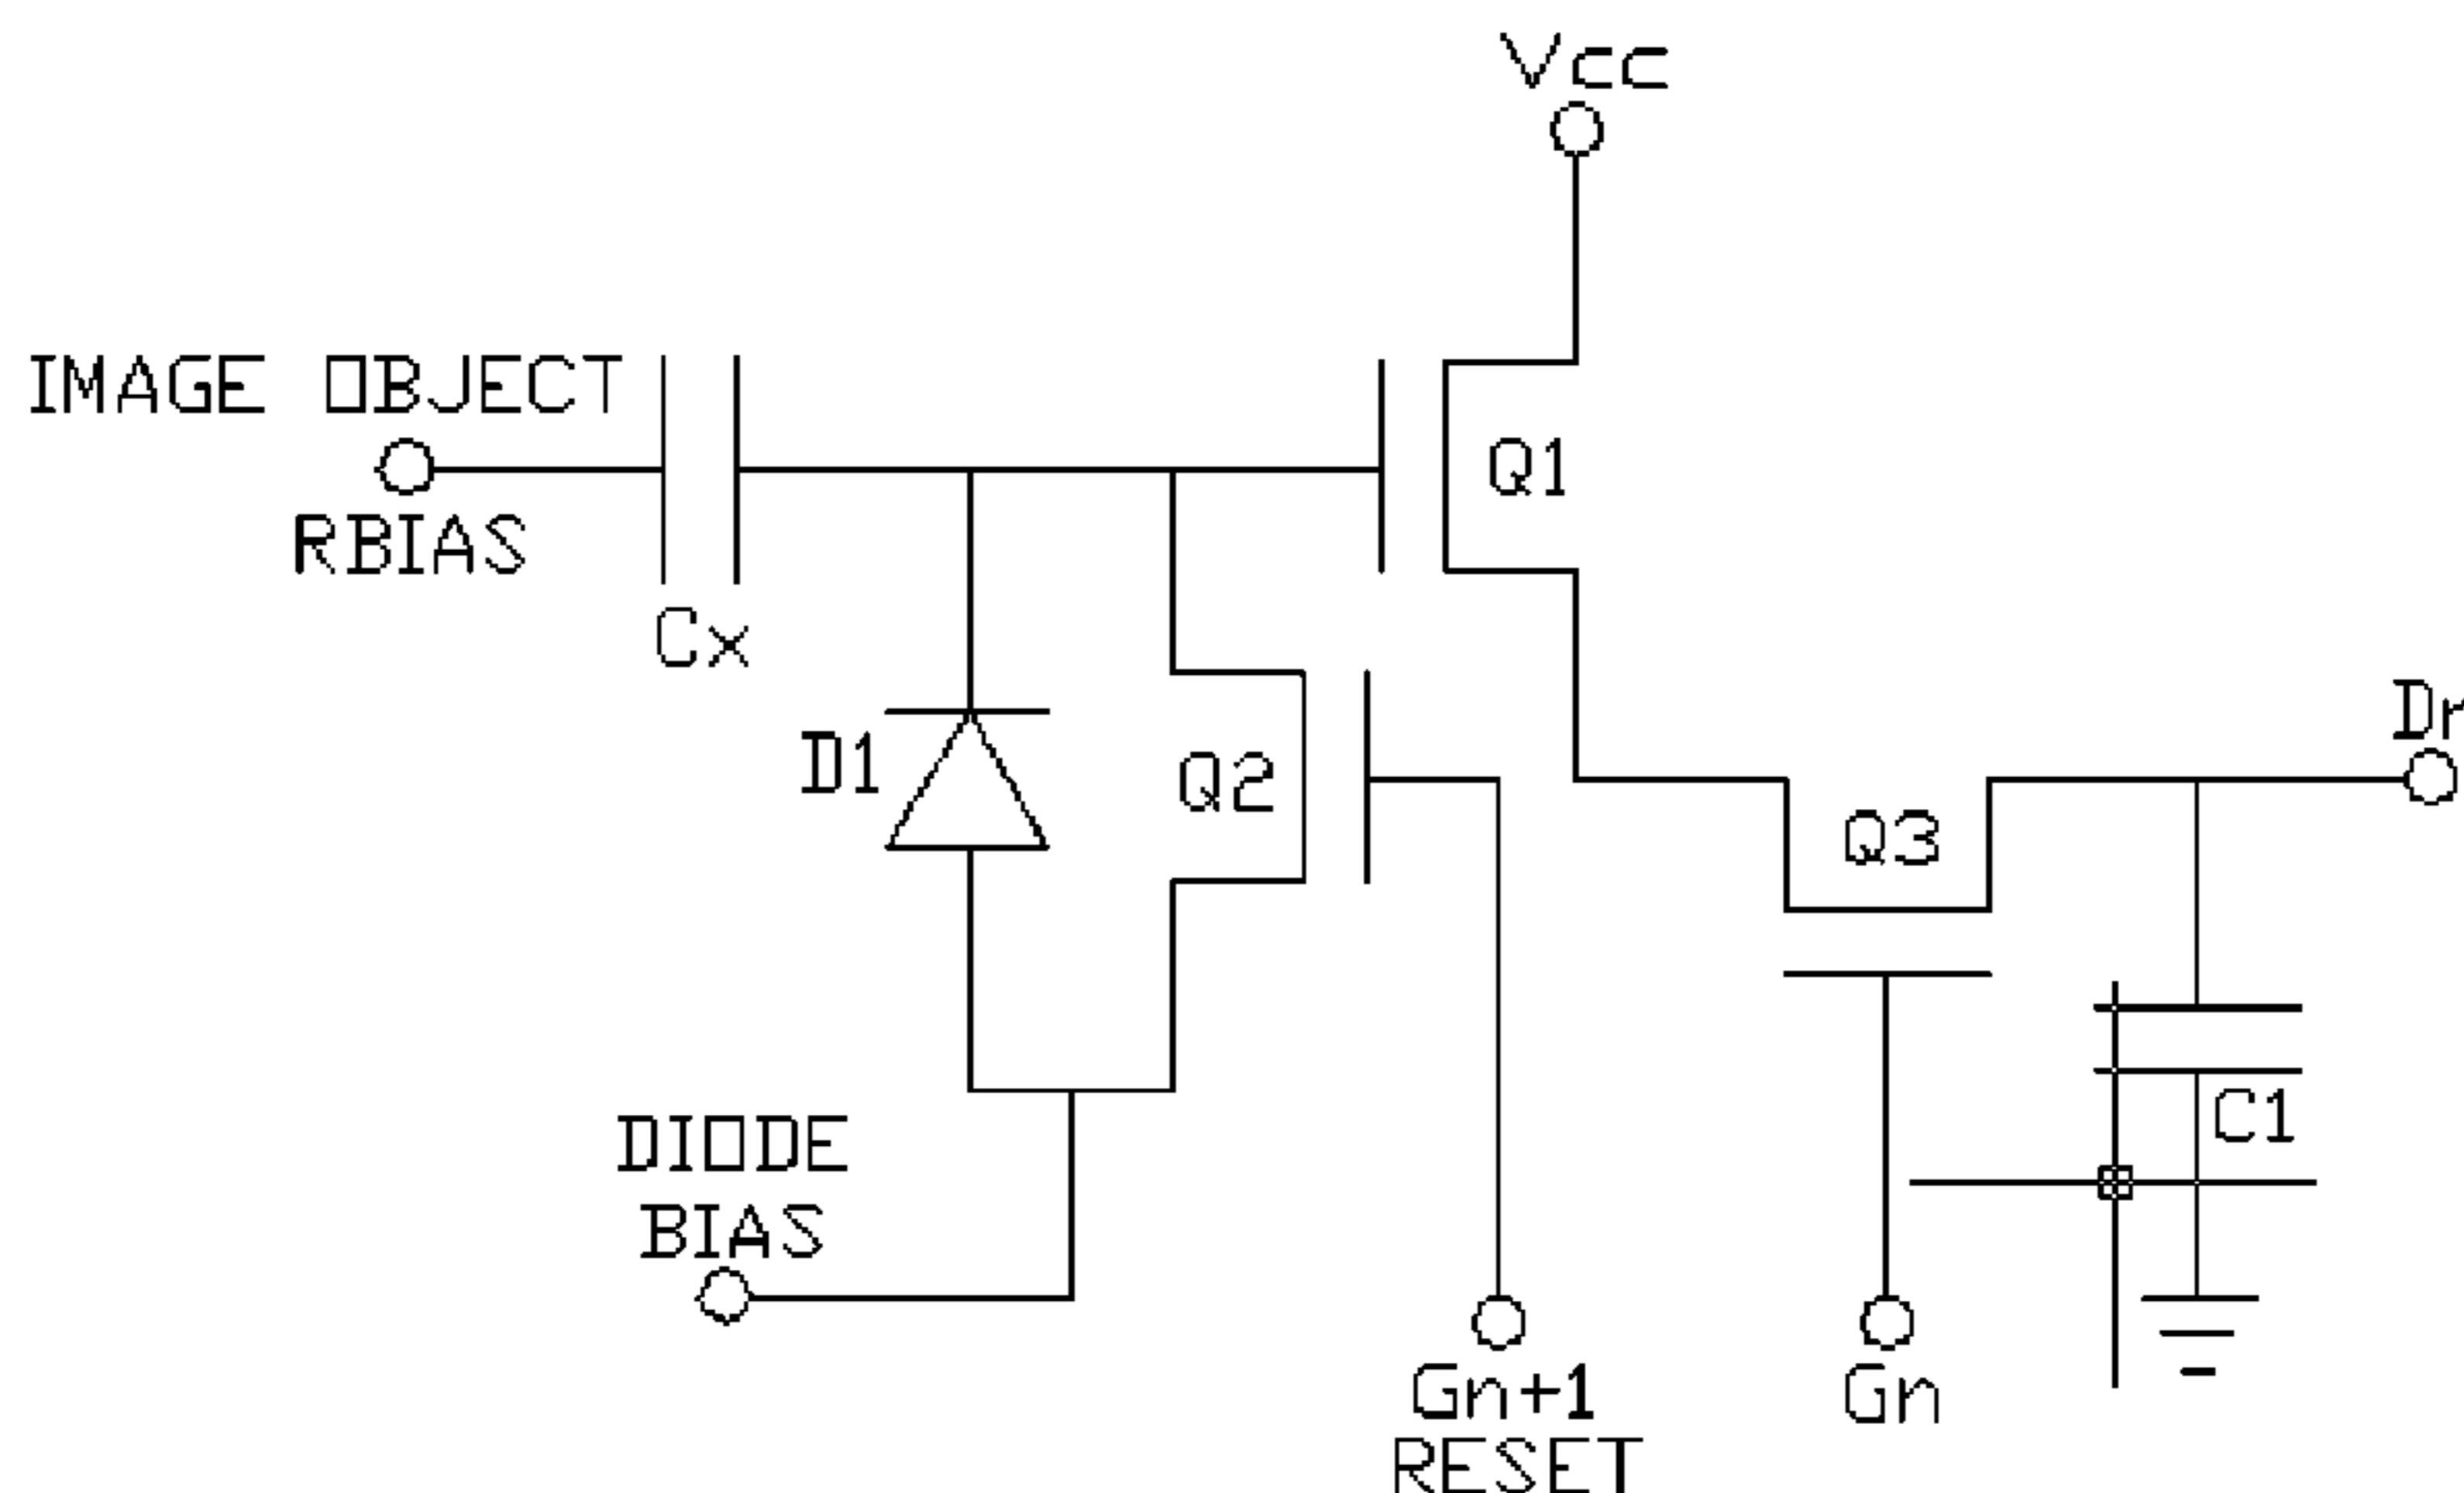 Vcc
IMAGE OBJECT
Q1
RBIAS
Cx
D1
Q2
Q3
C1
DIODE
BIAS
Gn+1
Gn
RESET